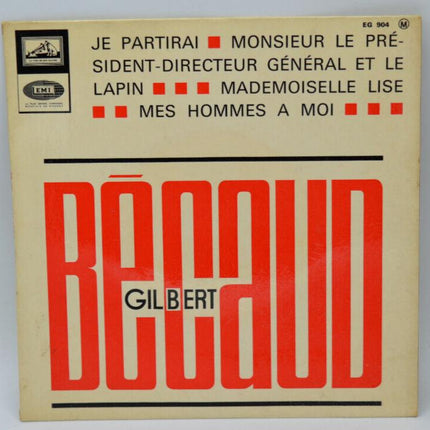 EG 904 M
JE PARTIRAI ■ MONSIEUR LE PRÉ-
SIDENT-DIRECTEUR GÉNÉRAL ET LE
LAPIN ■ ■ ■ MADEMOISELLE LISE
■ ■ MES HOMMES A MOI ■ ■ ■
EMI
BÉCAUD
GILBERT